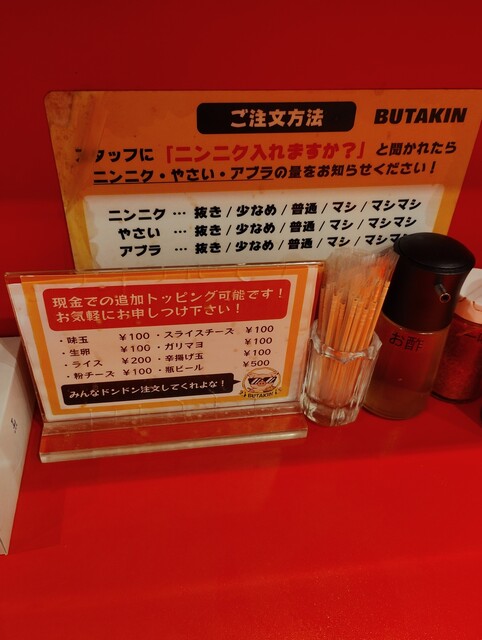 ご注文方法
BUTAKIN
スタッフに「ニンニク入れますか？」と聞かれたら
ニンニク・やさい・アブラの量をお知らせください！
ニンニク … 抜き / 少なめ / 普通 / マシ / マシマシ
やさい … 抜き / 少なめ / 普通 / マシ / マシマシ
アブラ … 抜き / 少なめ / 普通 / マシ / マシマシ
現金での追加トッピング可能です！
お気軽にお申しつけ下さい！
・味玉 ￥100 ・スライスチーズ ￥100
・生卵 ￥100 ・ガリマヨ ￥100
・ライス ￥200 ・辛揚げ玉 ￥100
・粉チーズ ￥100 ・瓶ビール ￥500
みんなドンドン注文してくれよな！
BUTAKIN
お酢